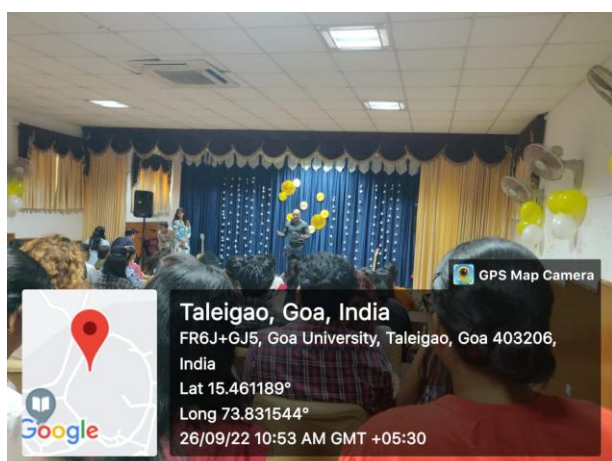 GPS Map Camera
Taleigao, Goa, India
FR6J+GJ5, Goa University, Taleigao, Goa 403206,
India
Lat 15.461189°
Long 73.831544°
26/09/22 10:53 AM GMT +05:30
Google